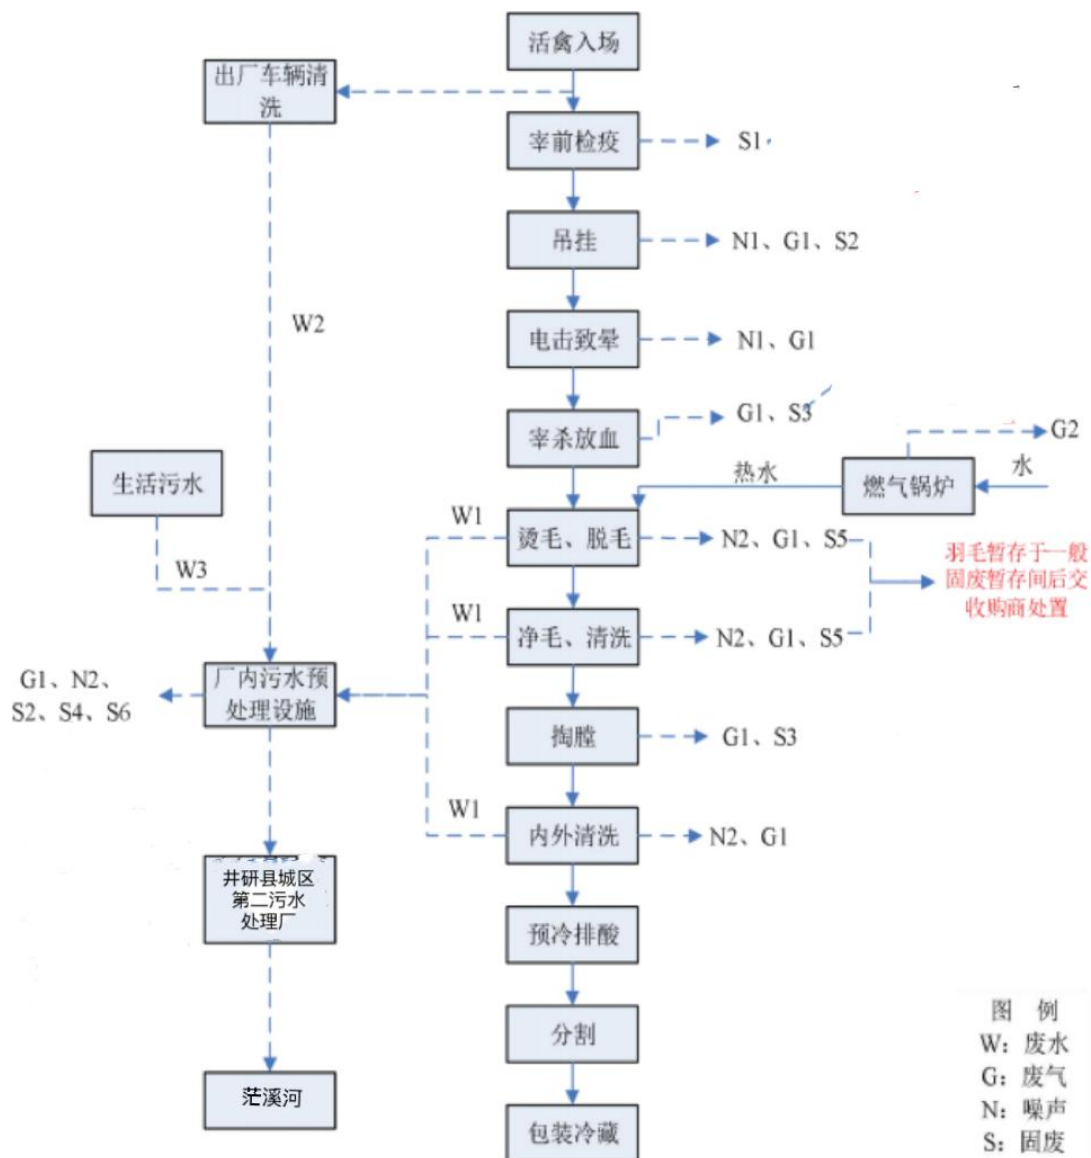 活禽入场
出厂车辆清
洗
宰前检疫
S1
吊挂
N1、G1、S2
W2
电击致晕
N1、G1
宰杀放血
G1、S3
G2
生活污水
热水
燃气锅炉
水
W1
烫毛、脱毛
N2、G1、S5
羽毛暂存于一般
固废暂存间后交
收购商处置
W3
W1
净毛、清洗
N2、G1、S5
G1、N2、
S2、S4、S6
厂内污水预
处理设施
掏膛
G1、S3
W1
内外清洗
N2、G1
井研县城区
第二污水
处理厂
预冷排酸
分割
茫溪河
包装冷藏
图 例
W：废水
G：废气
N：噪声
S：固废